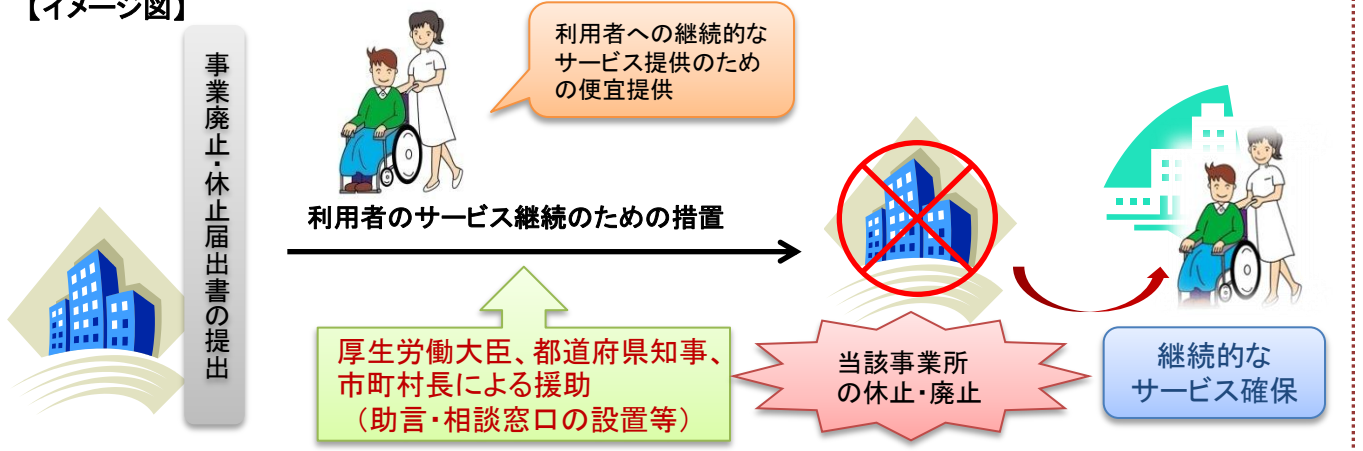 【イメージ図】
事業廃止・休止届出書の提出
利用者への継続的な
サービス提供のため
の便宜提供
利用者のサービス継続のための措置
厚生労働大臣、都道府県知事、
市町村長による援助
（助言・相談窓口の設置等）
当該事業所
の休止・廃止
継続的な
サービス確保